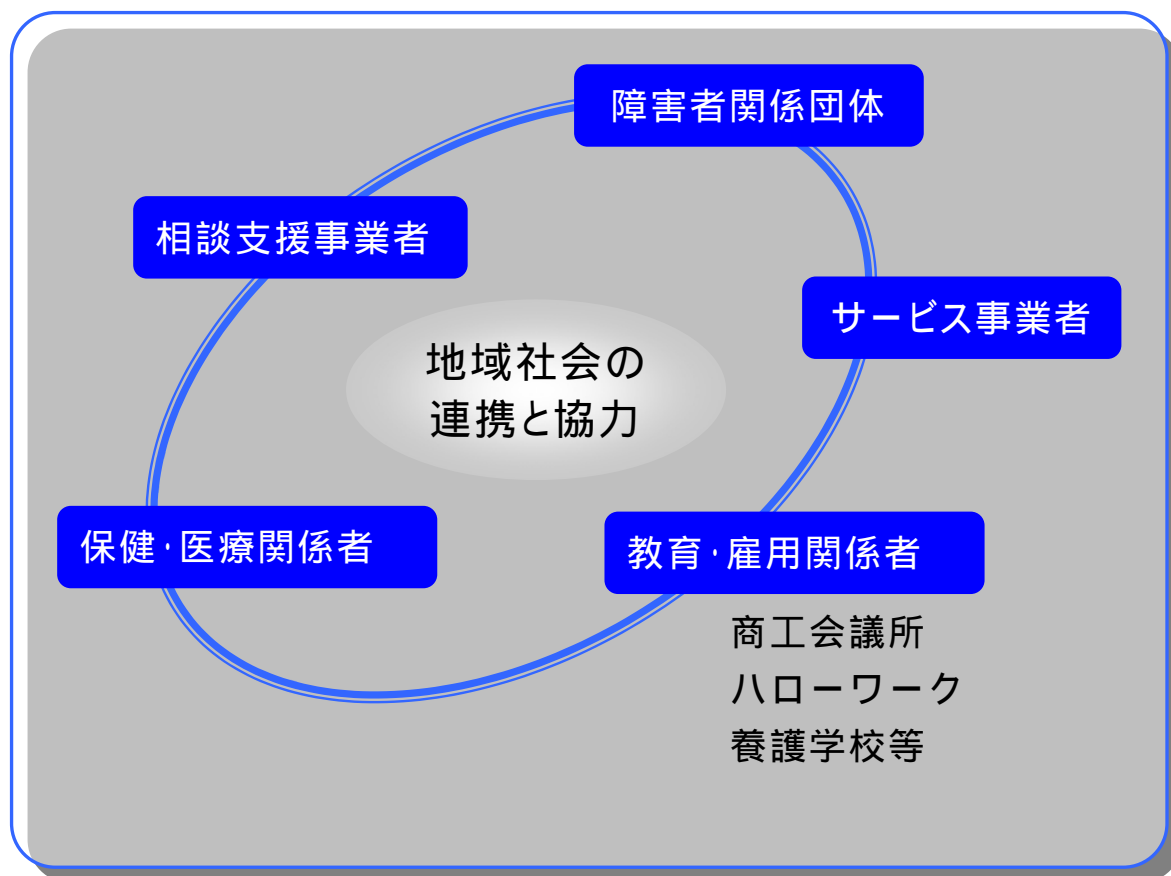 障害者関係団体
相談支援事業者
サービス事業者
地域社会の
連携と協力
保健・医療関係者
教育・雇用関係者
商工会議所
ハローワーク
養護学校等